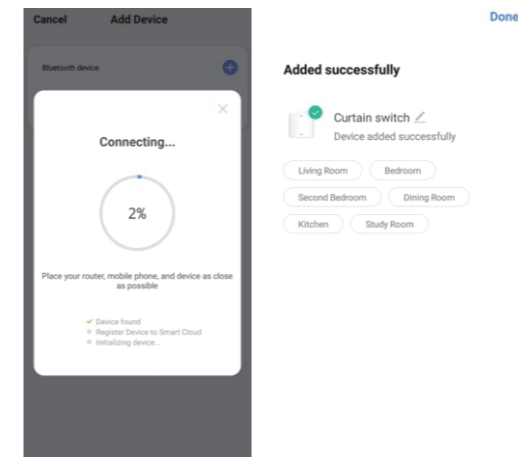 Cancel
Add Device
Bluetooth device
Connecting...
2%
Place your router, mobile phone, and device as close
as possible
Device found
Register Device to Smart Cloud
Initializing device...
Done
Added successfully
Curtain switch
Device added successfully
Living Room
Bedroom
Second Bedroom
Dining Room
Kitchen
Study Room